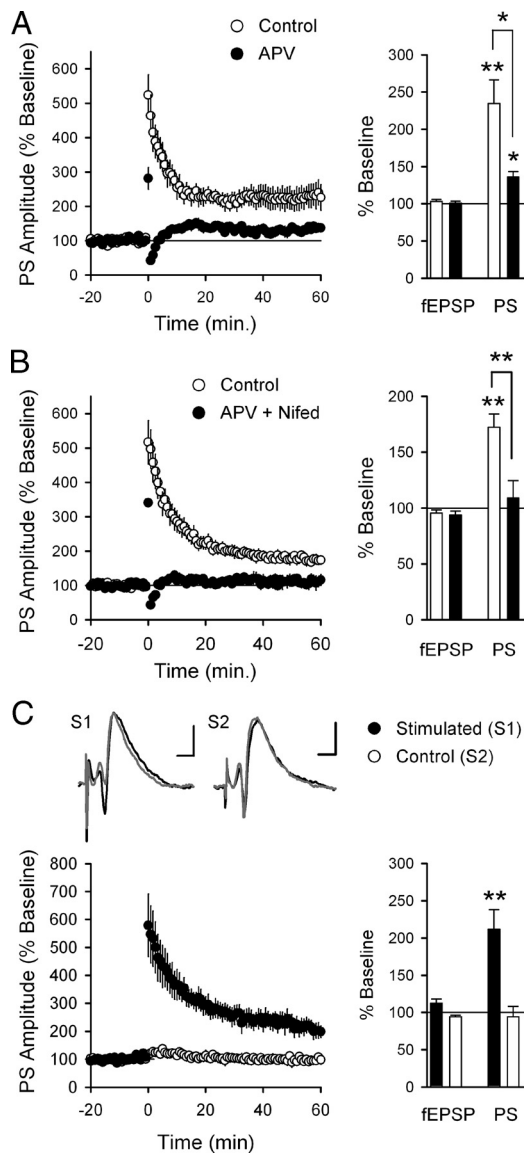 A
Control
APV
PS Amplitude (% Baseline)
600
500
400
300
200
100
0
-20 0 20 40 60
Time (min.)
% Baseline
300
250
200
150
100
50
0
*
**
*
fEPSP PS
B
Control
APV + Nifed
PS Amplitude (% Baseline)
600
500
400
300
200
100
0
-20 0 20 40 60
Time (min.)
% Baseline
200
150
100
50
0
**
**
fEPSP PS
C
S1 S2
Stimulated (S1)
Control (S2)
PS Amplitude (% Baseline)
800
700
600
500
400
300
200
100
0
-20 0 20 40 60
Time (min)
% Baseline
300
250
200
150
100
50
0
**
fEPSP PS